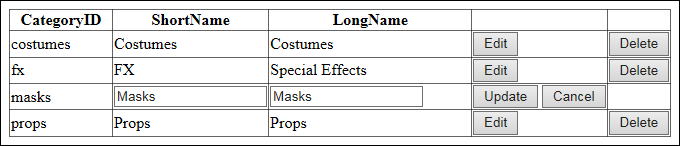 CategoryID ShortName LongName
costumes Costumes Costumes Edit Delete
fx FX Special Effects Edit Delete
masks Masks Masks Update Cancel
props Props Props Edit Delete